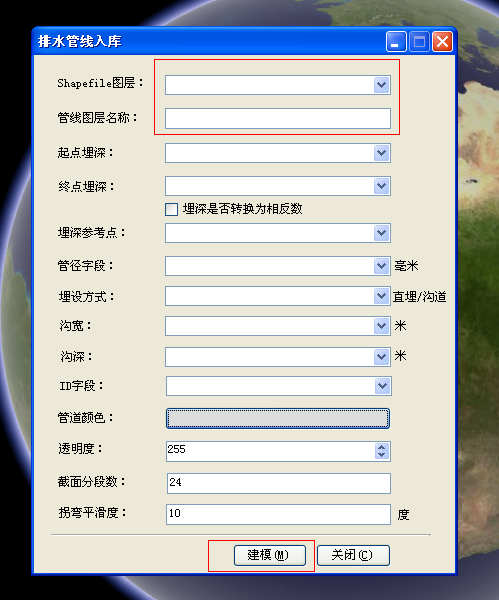 排水管线入库
Shapefile图层：
管线图层名称：
起点埋深：
终点埋深：
埋深是否转换为相反数
埋深参考点：
管径字段： 毫米
埋设方式： 直埋/沟道
沟宽： 米
沟深： 米
ID字段：
管道颜色：
透明度： 255
截面分段数： 24
拐弯平滑度： 10 度
建模(M) 关闭(C)